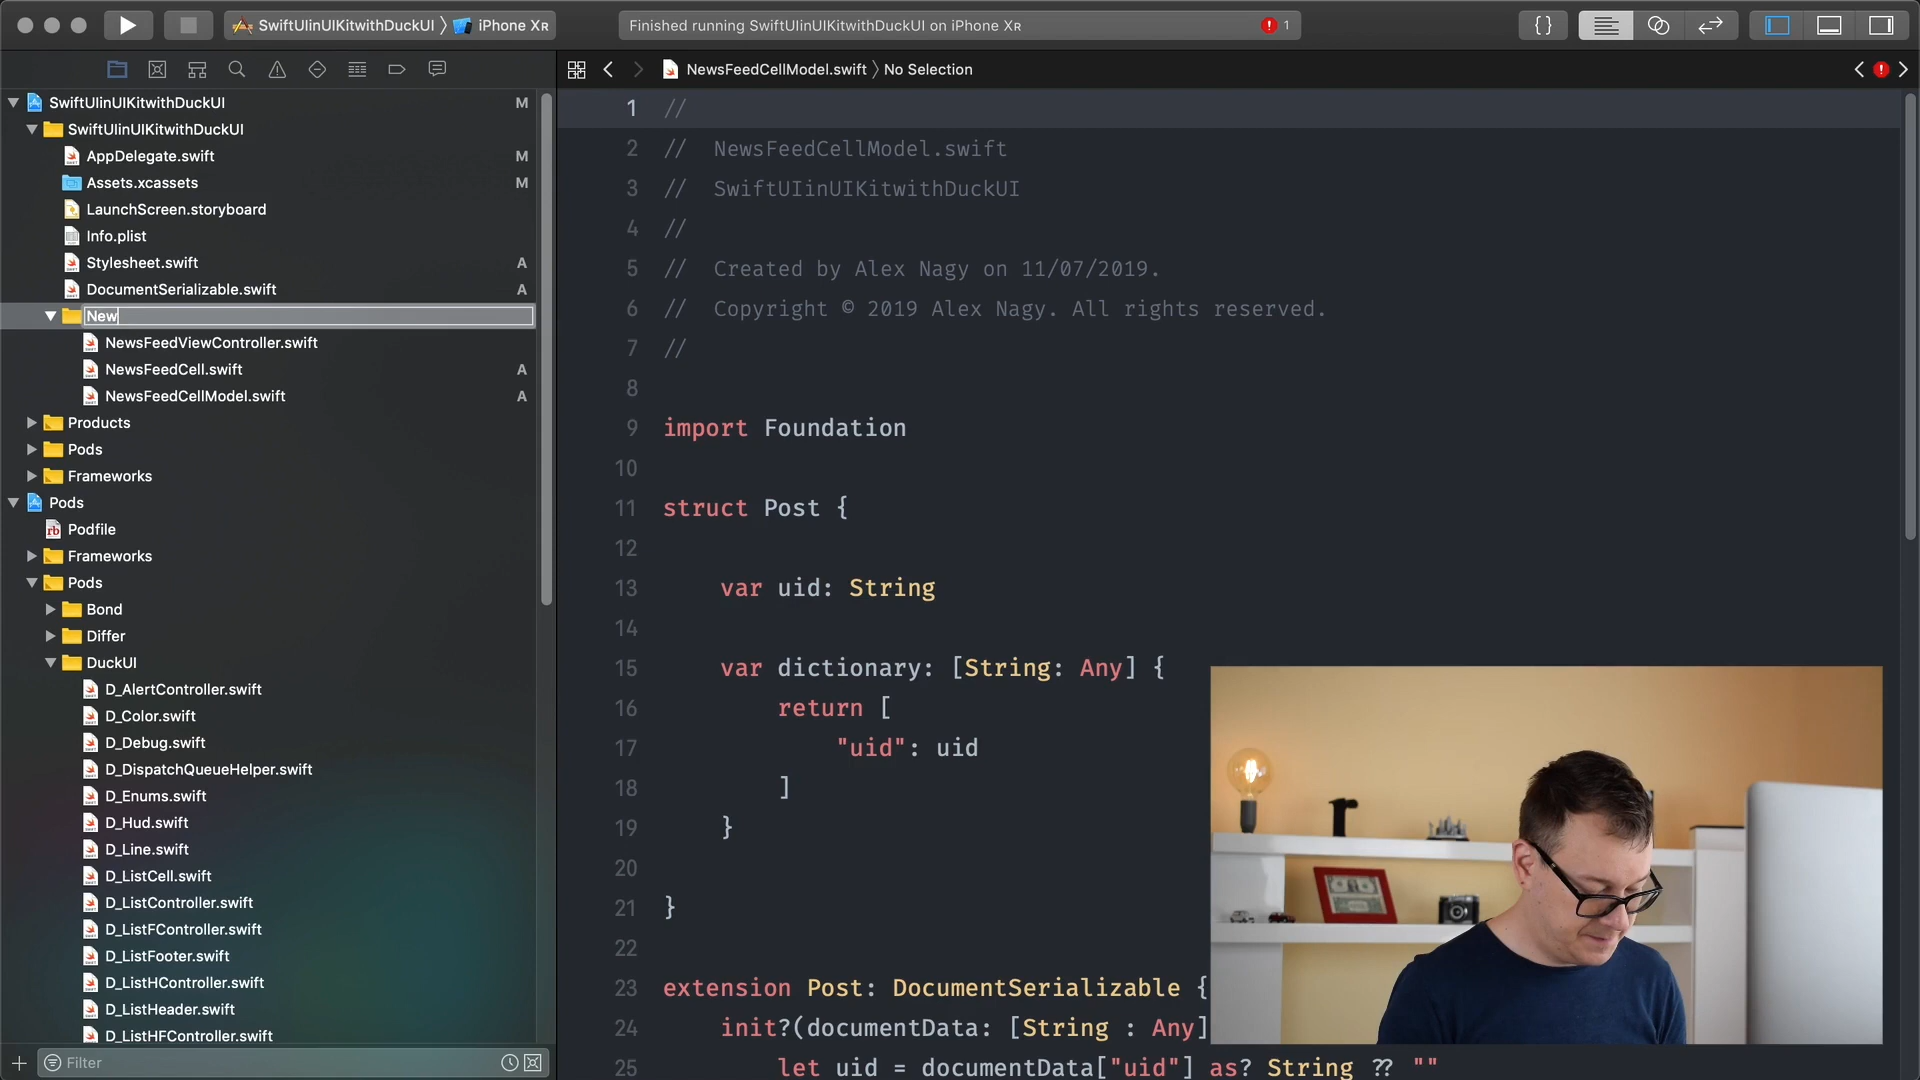 SwiftUIinUIKitwithDuckUI 〉 iPhone XR
Finished running SwiftUIinUIKitwithDuckUI on iPhone XR
1
{ }
NewsFeedCellModel.swift 〉 No Selection
SwiftUIinUIKitwithDuckUI M
SwiftUIinUIKitwithDuckUI
AppDelegate.swift M
Assets.xcassets M
LaunchScreen.storyboard
Info.plist
Stylesheet.swift A
DocumentSerializable.swift A
New
NewsFeedViewController.swift
NewsFeedCell.swift A
NewsFeedCellModel.swift A
Products
Pods
Frameworks
Pods
rb Podfile
Frameworks
Pods
Bond
Differ
DuckUI
D_AlertController.swift
D_Color.swift
D_Debug.swift
D_DispatchQueueHelper.swift
D_Enums.swift
D_Hud.swift
D_Line.swift
D_ListCell.swift
D_ListController.swift
D_ListFController.swift
D_ListFooter.swift
D_ListHController.swift
D_ListHeader.swift
D_ListHFController.swift
Filter
1 //
2 // NewsFeedCellModel.swift
3 // SwiftUIinUIKitwithDuckUI
4 //
5 // Created by Alex Nagy on 11/07/2019.
6 // Copyright © 2019 Alex Nagy. All rights reserved.
7 //
8
9 import Foundation
10
11 struct Post {
12
13 var uid: String
14
15 var dictionary: [String: Any] {
16 return [
17 "uid": uid
18 ]
19 }
20
21 }
22
23 extension Post: DocumentSerializable {
24 init?(documentData: [String : Any]
25 let uid = documentData["uid"] as? String ?? ""